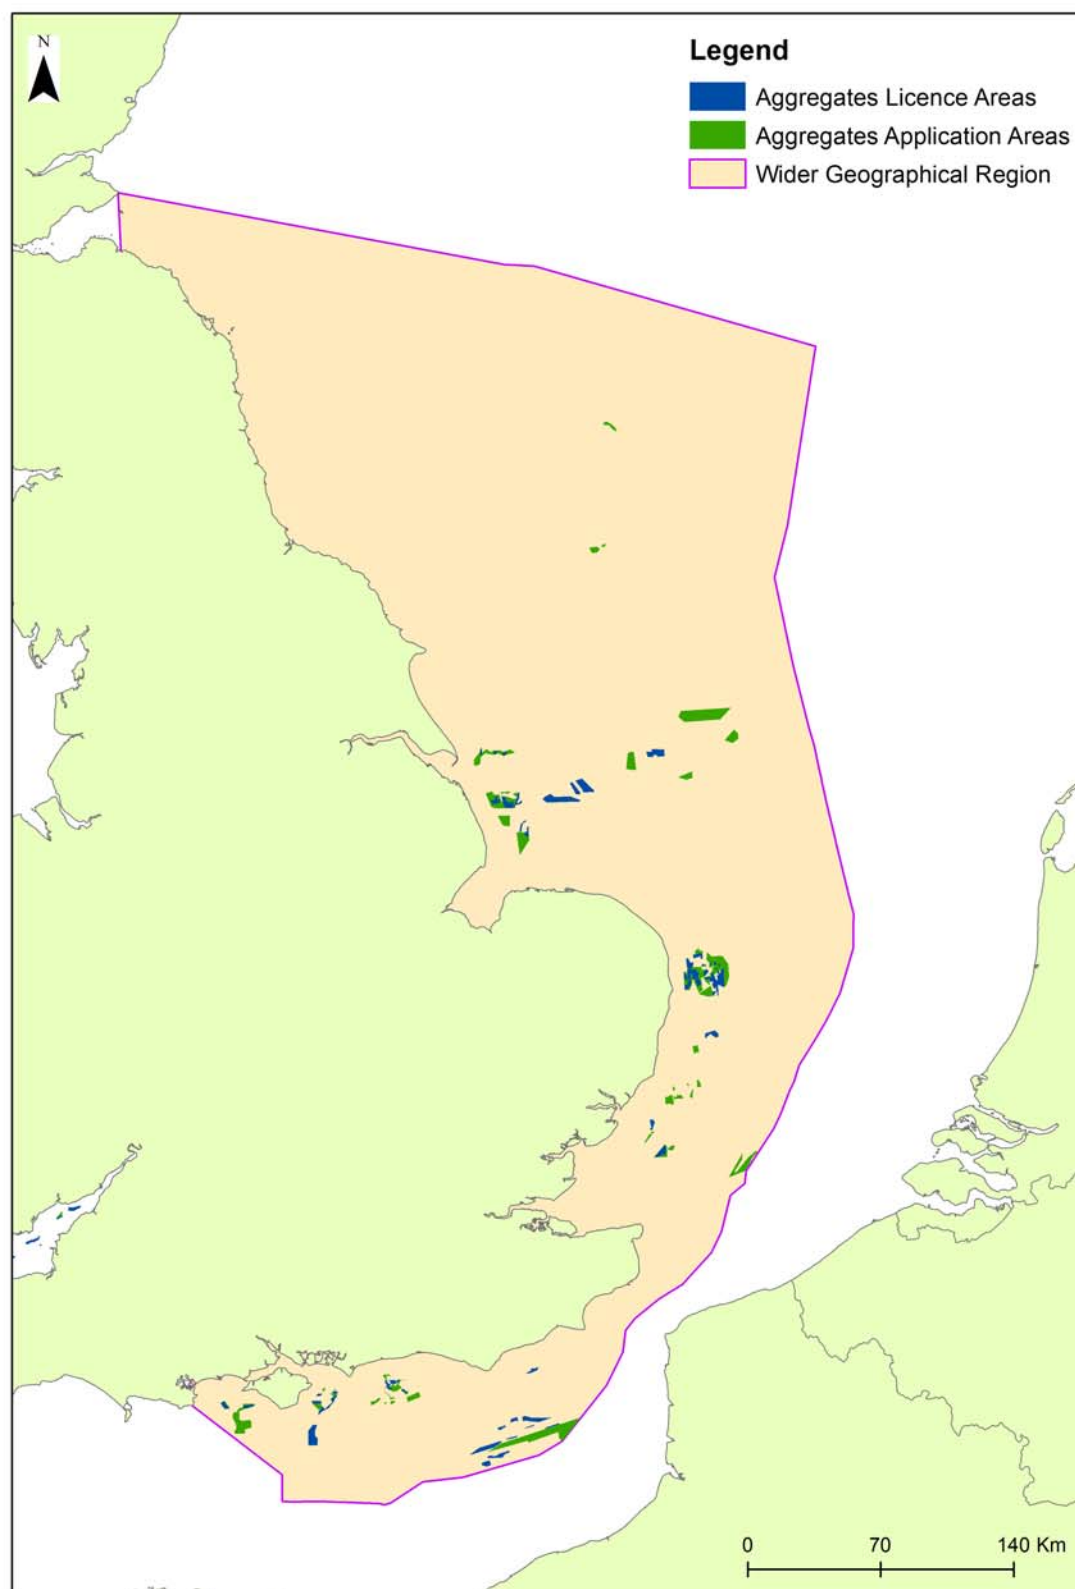 N
Legend
Aggregates Licence Areas
Aggregates Application Areas
Wider Geographical Region
0 70 140 Km